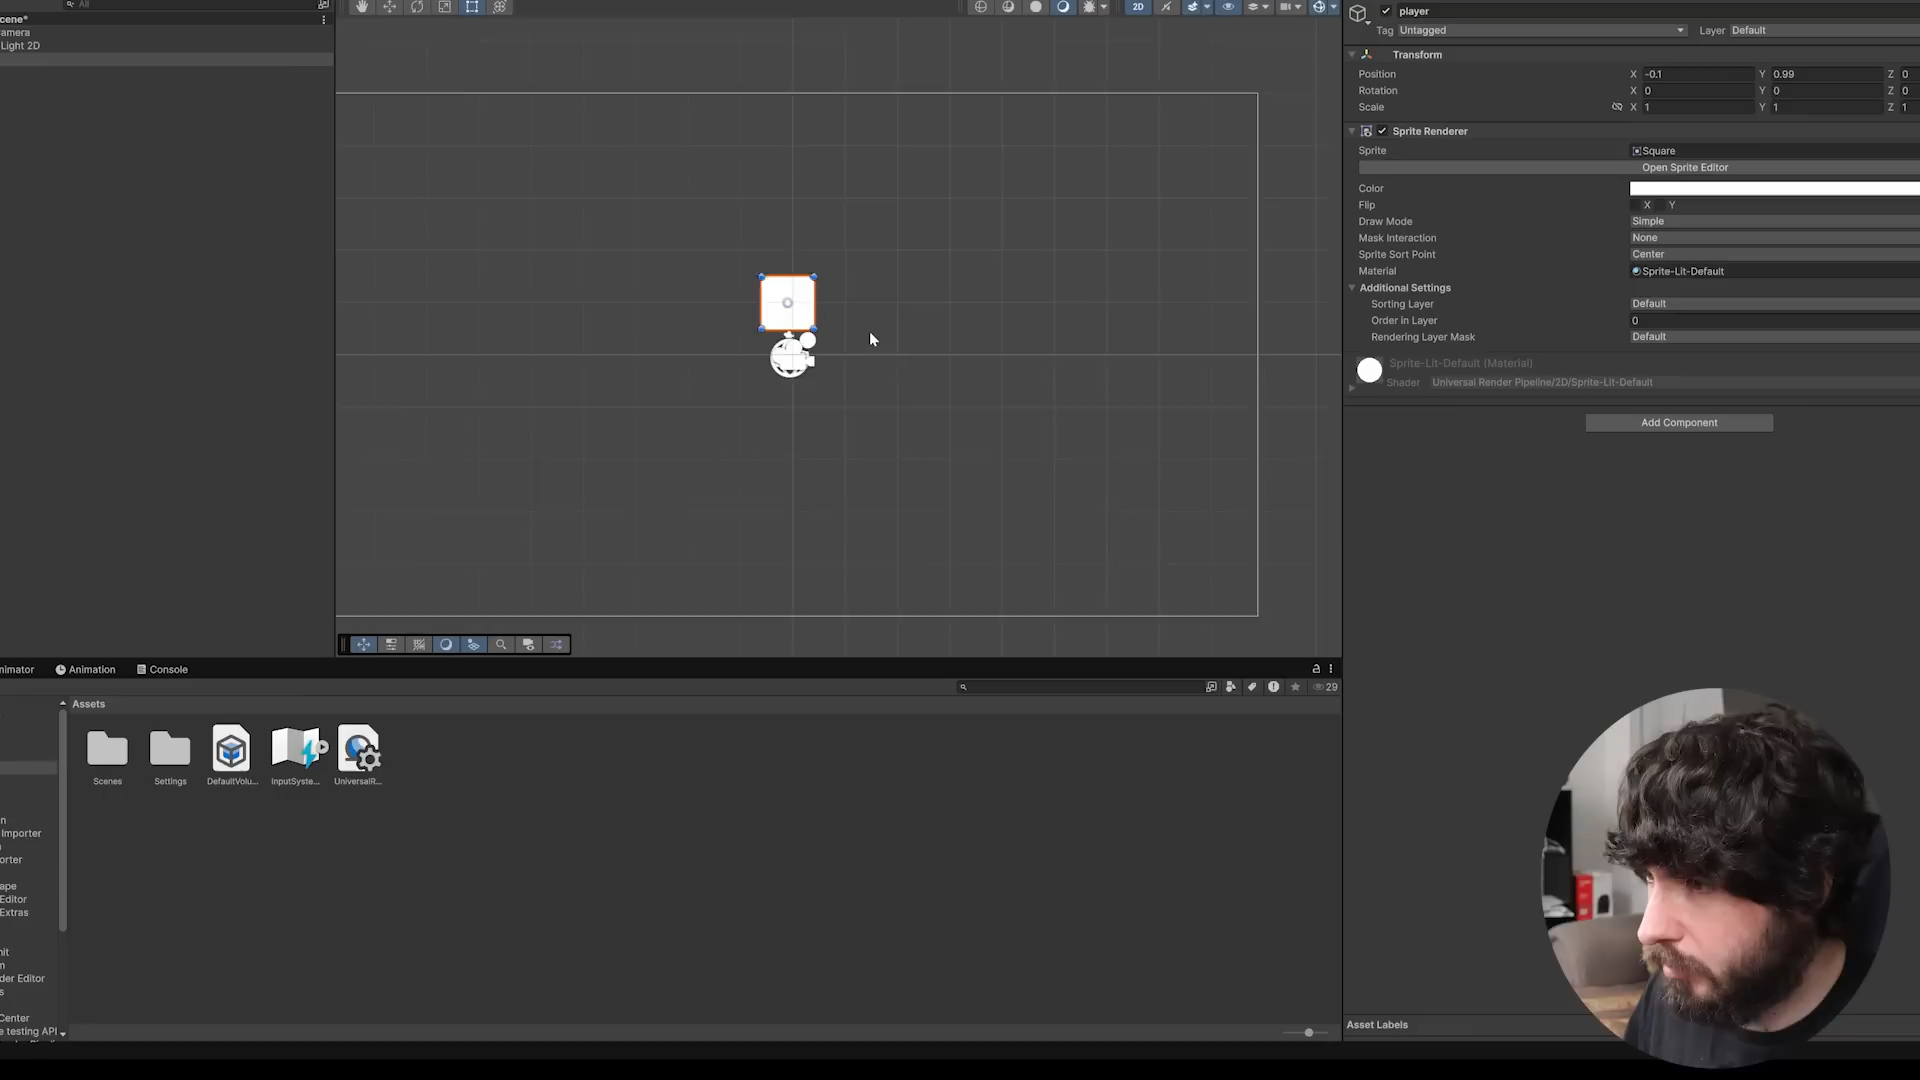 All
cene*
amera
Light 2D
2D
player
Tag Untagged Layer Default
Transform
Position X -0.1 Y 0.99 Z 0
Rotation X 0 Y 0 Z 0
Scale X 1 Y 1 Z 1
Sprite Renderer
Sprite Square
Open Sprite Editor
Color
Flip X Y
Draw Mode Simple
Mask Interaction None
Sprite Sort Point Center
Material Sprite-Lit-Default
Additional Settings
Sorting Layer Default
Order in Layer 0
Rendering Layer Mask Default
Sprite-Lit-Default (Material)
Shader Universal Render Pipeline/2D/Sprite-Lit-Default
Add Component
nimator Animation Console
29
Assets
Scenes Settings DefaultVolu... InputSyste... UniversalR...
n
Importer
orter
ape
Editor
Extras
nit
m
der Editor
s
Center
e testing API
Asset Labels